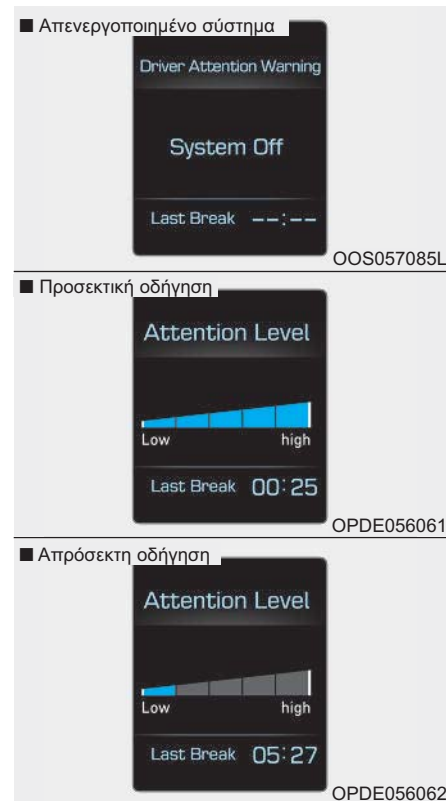 ■ Απενεργοποιημένο σύστημα
Driver Attention Warning
System Off
Last Break --:--
OOS057085L
■ Προσεκτική οδήγηση
Attention Level
Low high
Last Break 00:25
OPDE056061
■ Απρόσεκτη οδήγηση
Attention Level
Low high
Last Break 05:27
OPDE056062